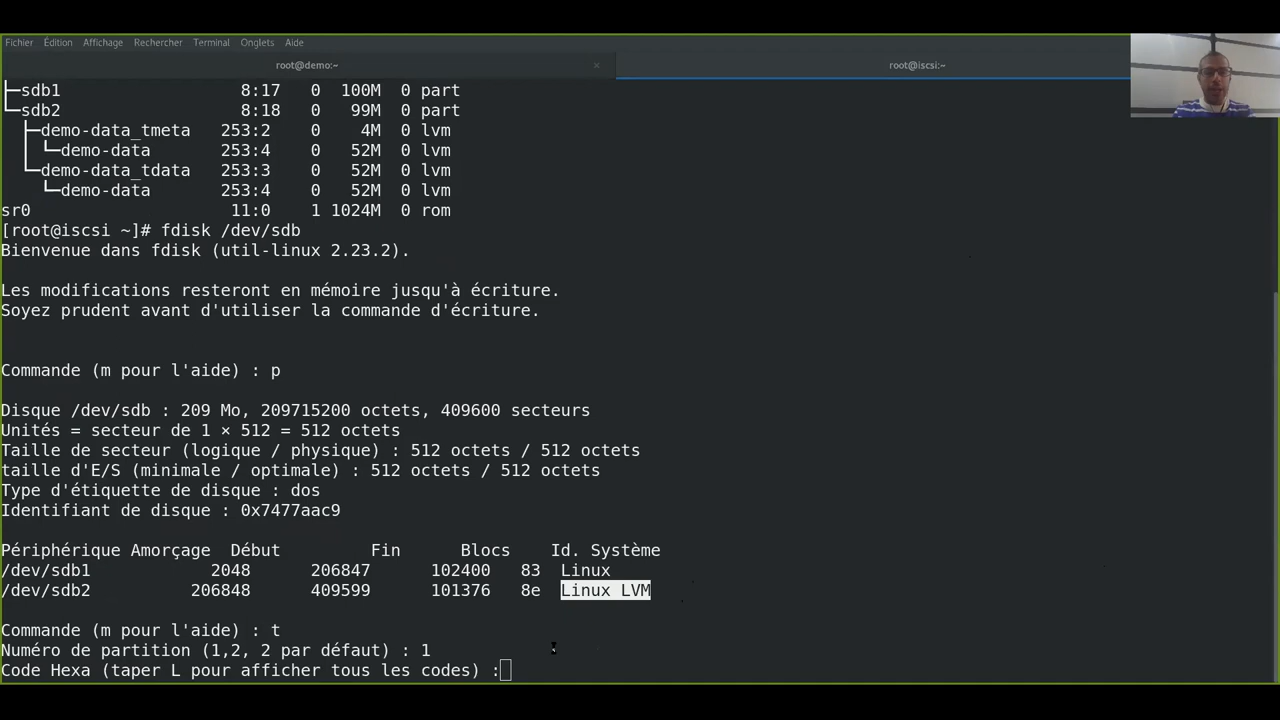 Fichier Édition Affichage Rechercher Terminal Onglets Aide
root@demo:~ × root@iscsi:~
├─sdb1 8:17 0 100M 0 part
└─sdb2 8:18 0 99M 0 part
├─demo-data_tmeta 253:2 0 4M 0 lvm
│ └─demo-data 253:4 0 52M 0 lvm
└─demo-data_tdata 253:3 0 52M 0 lvm
└─demo-data 253:4 0 52M 0 lvm
sr0 11:0 1 1024M 0 rom
[root@iscsi ~]# fdisk /dev/sdb
Bienvenue dans fdisk (util-linux 2.23.2).
Les modifications resteront en mémoire jusqu'à écriture.
Soyez prudent avant d'utiliser la commande d'écriture.
Commande (m pour l'aide) : p
Disque /dev/sdb : 209 Mo, 209715200 octets, 409600 secteurs
Unités = secteur de 1 × 512 = 512 octets
Taille de secteur (logique / physique) : 512 octets / 512 octets
taille d'E/S (minimale / optimale) : 512 octets / 512 octets
Type d'étiquette de disque : dos
Identifiant de disque : 0x7477aac9
Périphérique Amorçage Début Fin Blocs Id. Système
/dev/sdb1 2048 206847 102400 83 Linux
/dev/sdb2 206848 409599 101376 8e Linux LVM
Commande (m pour l'aide) : t
Numéro de partition (1,2, 2 par défaut) : 1
Code Hexa (taper L pour afficher tous les codes) :